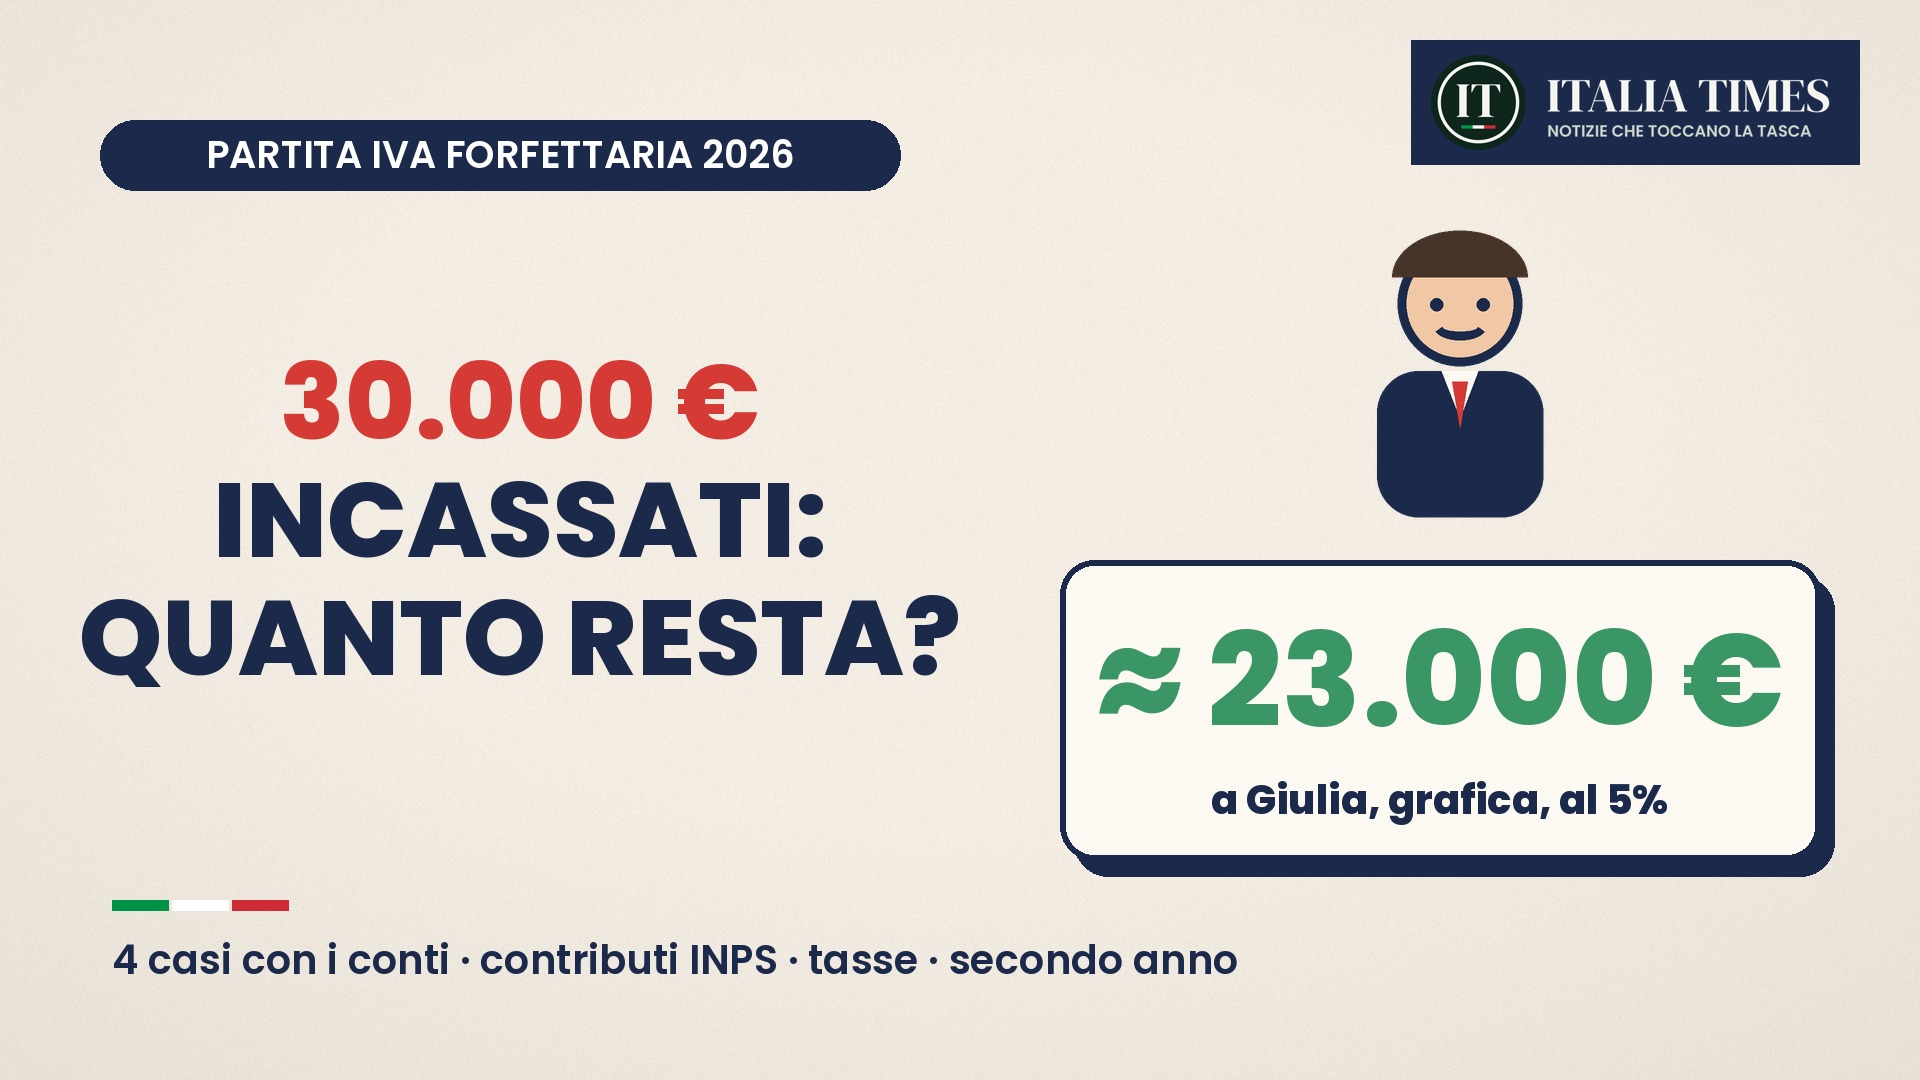 IT
ITALIA TIMES
NOTIZIE CHE TOCCANO LA TASCA
PARTITA IVA FORFETTARIA 2026
30.000 €
INCASSATI:
QUANTO RESTA?
≈ 23.000 €
a Giulia, grafica, al 5%
4 casi con i conti · contributi INPS · tasse · secondo anno